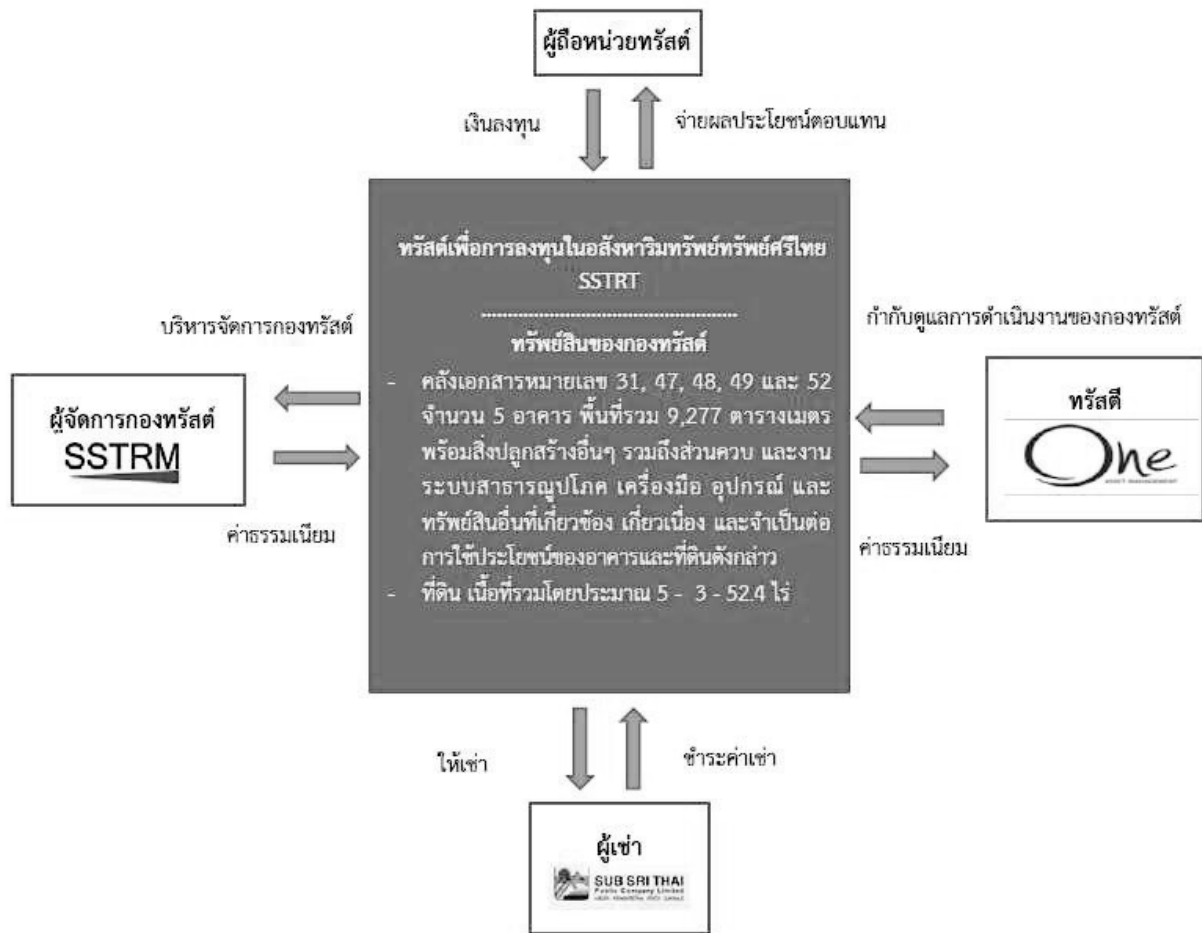 ผู้ถือหน่วยทรัสต์
เงินลงทุน
จ่ายผลประโยชน์ตอบแทน
ทรัสต์เพื่อการลงทุนในอสังหาริมทรัพย์ทรัพย์ศรีไทย
SSTRT
ทรัพย์สินของกองทรัสต์
- คลังเอกสารหมายเลข 31, 47, 48, 49 และ 52
จำนวน 5 อาคาร พื้นที่รวม 9,277 ตารางเมตร
พร้อมสิ่งปลูกสร้างอื่นๆ รวมถึงส่วนควบ และงาน
ระบบสาธารณูปโภค เครื่องมือ อุปกรณ์ และ
ทรัพย์สินอื่นที่เกี่ยวข้อง เกี่ยวเนื่อง และจำเป็นต่อ
การใช้ประโยชน์ของอาคารและที่ดินดังกล่าว
- ที่ดิน เนื้อที่รวมโดยประมาณ 5 - 3 - 52.4 ไร่
บริหารจัดการกองทรัสต์
ผู้จัดการกองทรัสต์
SSTRM
ค่าธรรมเนียม
กำกับดูแลการดำเนินงานของกองทรัสต์
ทรัสตี
One
ASSET MANAGEMENT
ค่าธรรมเนียม
ให้เช่า
ชำระค่าเช่า
ผู้เช่า
SUB SRI THAI
Public Company Limited